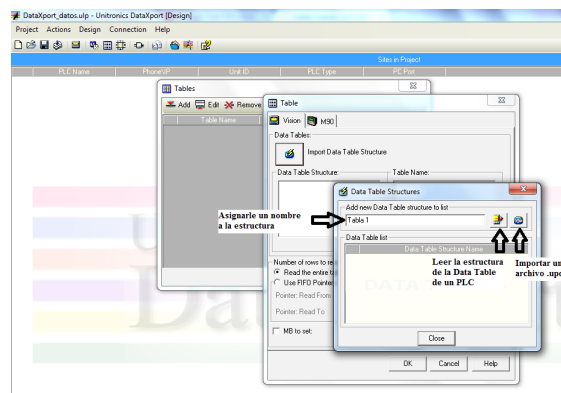 DataXport_datos.ulp - Unitronics DataXport [Design]
Project Actions Design Connection Help
Sites in Project
PLC Name Phone\IP Unit ID PLC Type PC Port
Tables
Add Edit Remove
Table Name
Table
Vision M90
Data Tables:
Import Data Table Structure
Data Table Structure: Table Name:
Data Table Structures
Add new Data Table structure to list
Asignarle un nombre
a la estructura
Tabla 1
Data Table list
Data Table Structure Name
Leer la estructura
de la Data Table
de un PLC
Importar un
archivo .upd
Number of rows to re
Read the entire ta
Use FIFO Pointer
Pointer: Read From:
Pointer: Read To
MB to set:
Close
OK Cancel Help